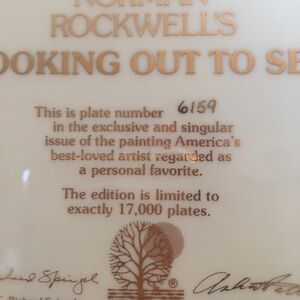 NORMAN
ROCKWELL'S
OOKING OUT TO SE
This is plate number 6159
in the exclusive and singular
issue of the painting America's
best-loved artist regarded as
a personal favorite.
The edition is limited to
exactly 17,000 plates.
®